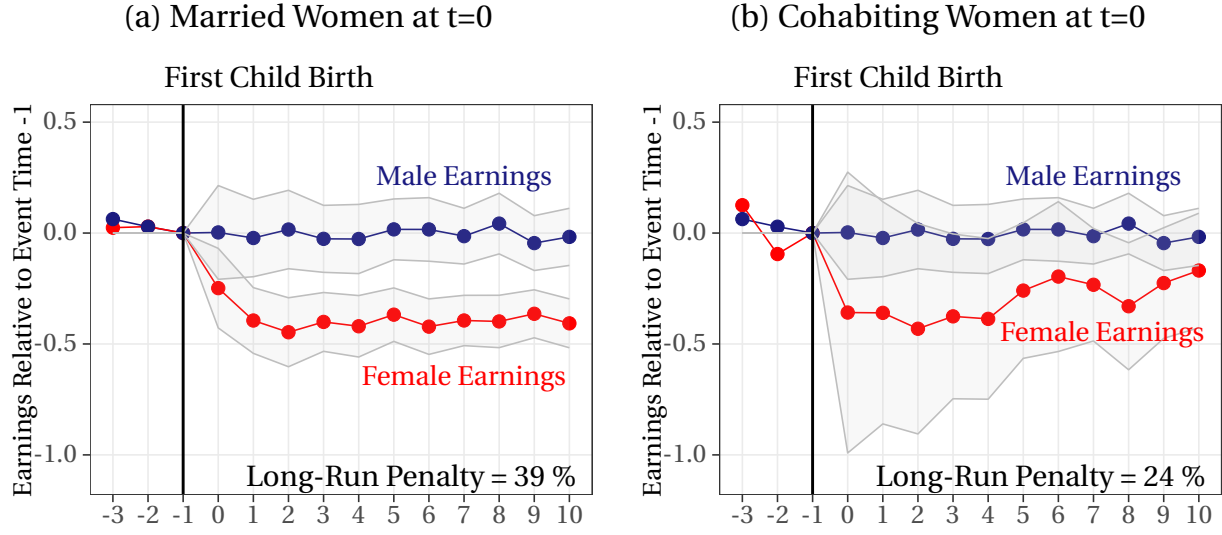 (a) Married Women at t=0
First Child Birth
Earnings Relative to Event Time -1
0.5
0.0
-0.5
-1.0
Male Earnings
Female Earnings
Long-Run Penalty = 39 %
-3 -2 -1 0 1 2 3 4 5 6 7 8 9 10
(b) Cohabiting Women at t=0
First Child Birth
Earnings Relative to Event Time -1
0.5
0.0
-0.5
-1.0
Male Earnings
Female Earnings
Long-Run Penalty = 24 %
-3 -2 -1 0 1 2 3 4 5 6 7 8 9 10